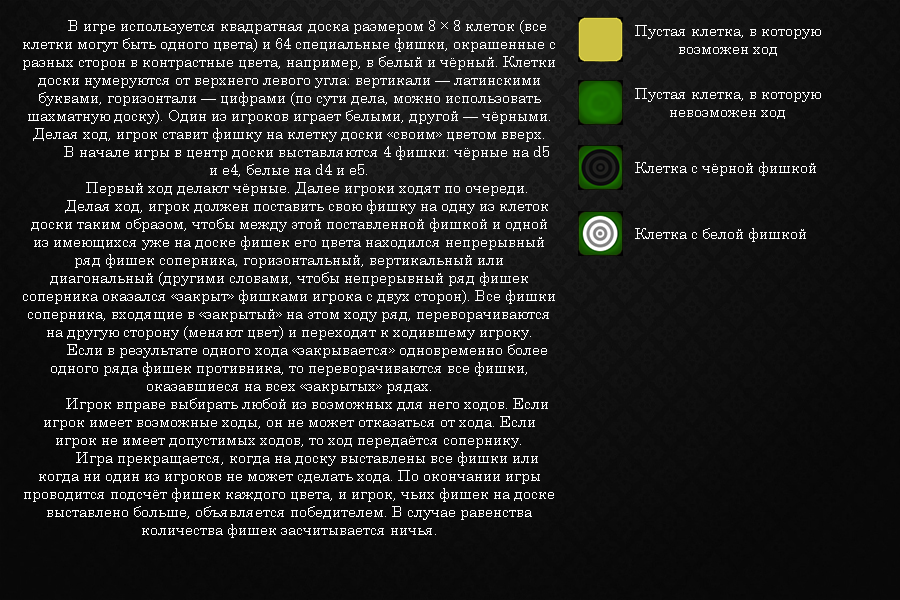 В игре используется квадратная доска размером 8 × 8 клеток (все
клетки могут быть одного цвета) и 64 специальные фишки, окрашенные с
разных сторон в контрастные цвета, например, в белый и чёрный. Клетки
доски нумеруются от верхнего левого угла: вертикали — латинскими
буквами, горизонтали — цифрами (по сути дела, можно использовать
шахматную доску). Один из игроков играет белыми, другой — чёрными.
Делая ход, игрок ставит фишку на клетку доски «своим» цветом вверх.
В начале игры в центр доски выставляются 4 фишки: чёрные на d5
и e4, белые на d4 и e5.
Первый ход делают чёрные. Далее игроки ходят по очереди.
Делая ход, игрок должен поставить свою фишку на одну из клеток
доски таким образом, чтобы между этой поставленной фишкой и одной
из имеющихся уже на доске фишек его цвета находился непрерывный
ряд фишек соперника, горизонтальный, вертикальный или
диагональный (другими словами, чтобы непрерывный ряд фишек
соперника оказался «закрыт» фишками игрока с двух сторон). Все фишки
соперника, входящие в «закрытый» на этом ходу ряд, переворачиваются
на другую сторону (меняют цвет) и переходят к ходившему игроку.
Если в результате одного хода «закрывается» одновременно более
одного ряда фишек противника, то переворачиваются все фишки,
оказавшиеся на всех «закрытых» рядах.
Игрок вправе выбирать любой из возможных для него ходов. Если
игрок имеет возможные ходы, он не может отказаться от хода. Если
игрок не имеет допустимых ходов, то ход передаётся сопернику.
Игра прекращается, когда на доску выставлены все фишки или
когда ни один из игроков не может сделать хода. По окончании игры
проводится подсчёт фишек каждого цвета, и игрок, чьих фишек на доске
выставлено больше, объявляется победителем. В случае равенства
количества фишек засчитывается ничья.
Пустая клетка, в которую
возможен ход
Пустая клетка, в которую
невозможен ход
Клетка с чёрной фишкой
Клетка с белой фишкой